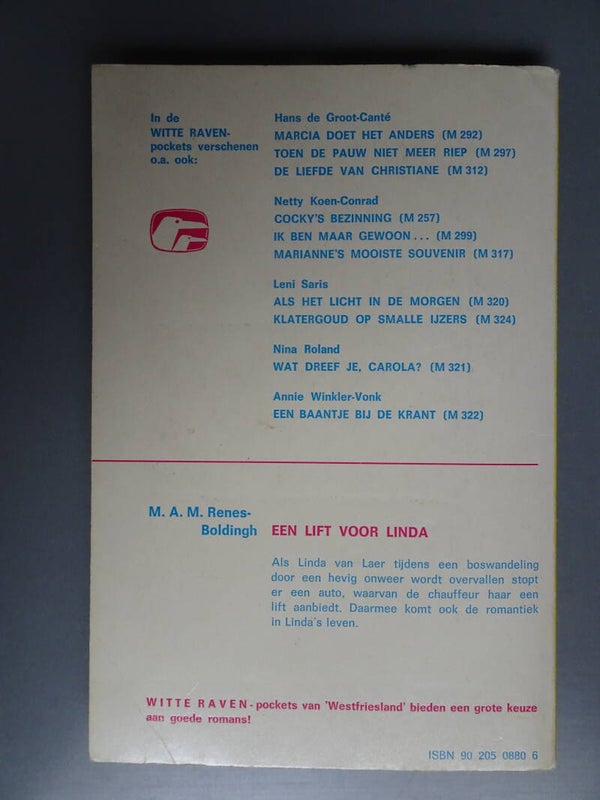 In de
WITTE RAVEN-
pockets verschenen
o.a. ook:
Hans de Groot-Canté
MARCIA DOET HET ANDERS (M 292)
TOEN DE PAUW NIET MEER RIEP (M 297)
DE LIEFDE VAN CHRISTIANE (M 312)
Netty Koen-Conrad
COCKY'S BEZINNING (M 257)
IK BEN MAAR GEWOON... (M 299)
MARIANNE'S MOOISTE SOUVENIR (M 317)
Leni Saris
ALS HET LICHT IN DE MORGEN (M 320)
KLATERGOUD OP SMALLE IJZERS (M 324)
Nina Roland
WAT DREEF JE, CAROLA? (M 321)
Annie Winkler-Vonk
EEN BAANTJE BIJ DE KRANT (M 322)
M. A. M. Renes-
Boldingh
EEN LIFT VOOR LINDA
Als Linda van Laer tijdens een boswandeling
door een hevig onweer wordt overvallen stopt
er een auto, waarvan de chauffeur haar een
lift aanbiedt. Daarmee komt ook de romantiek
in Linda's leven.
WITTE RAVEN-pockets van 'Westfriesland' bieden een grote keuze
aan goede romans!
ISBN 90 205 0880 6